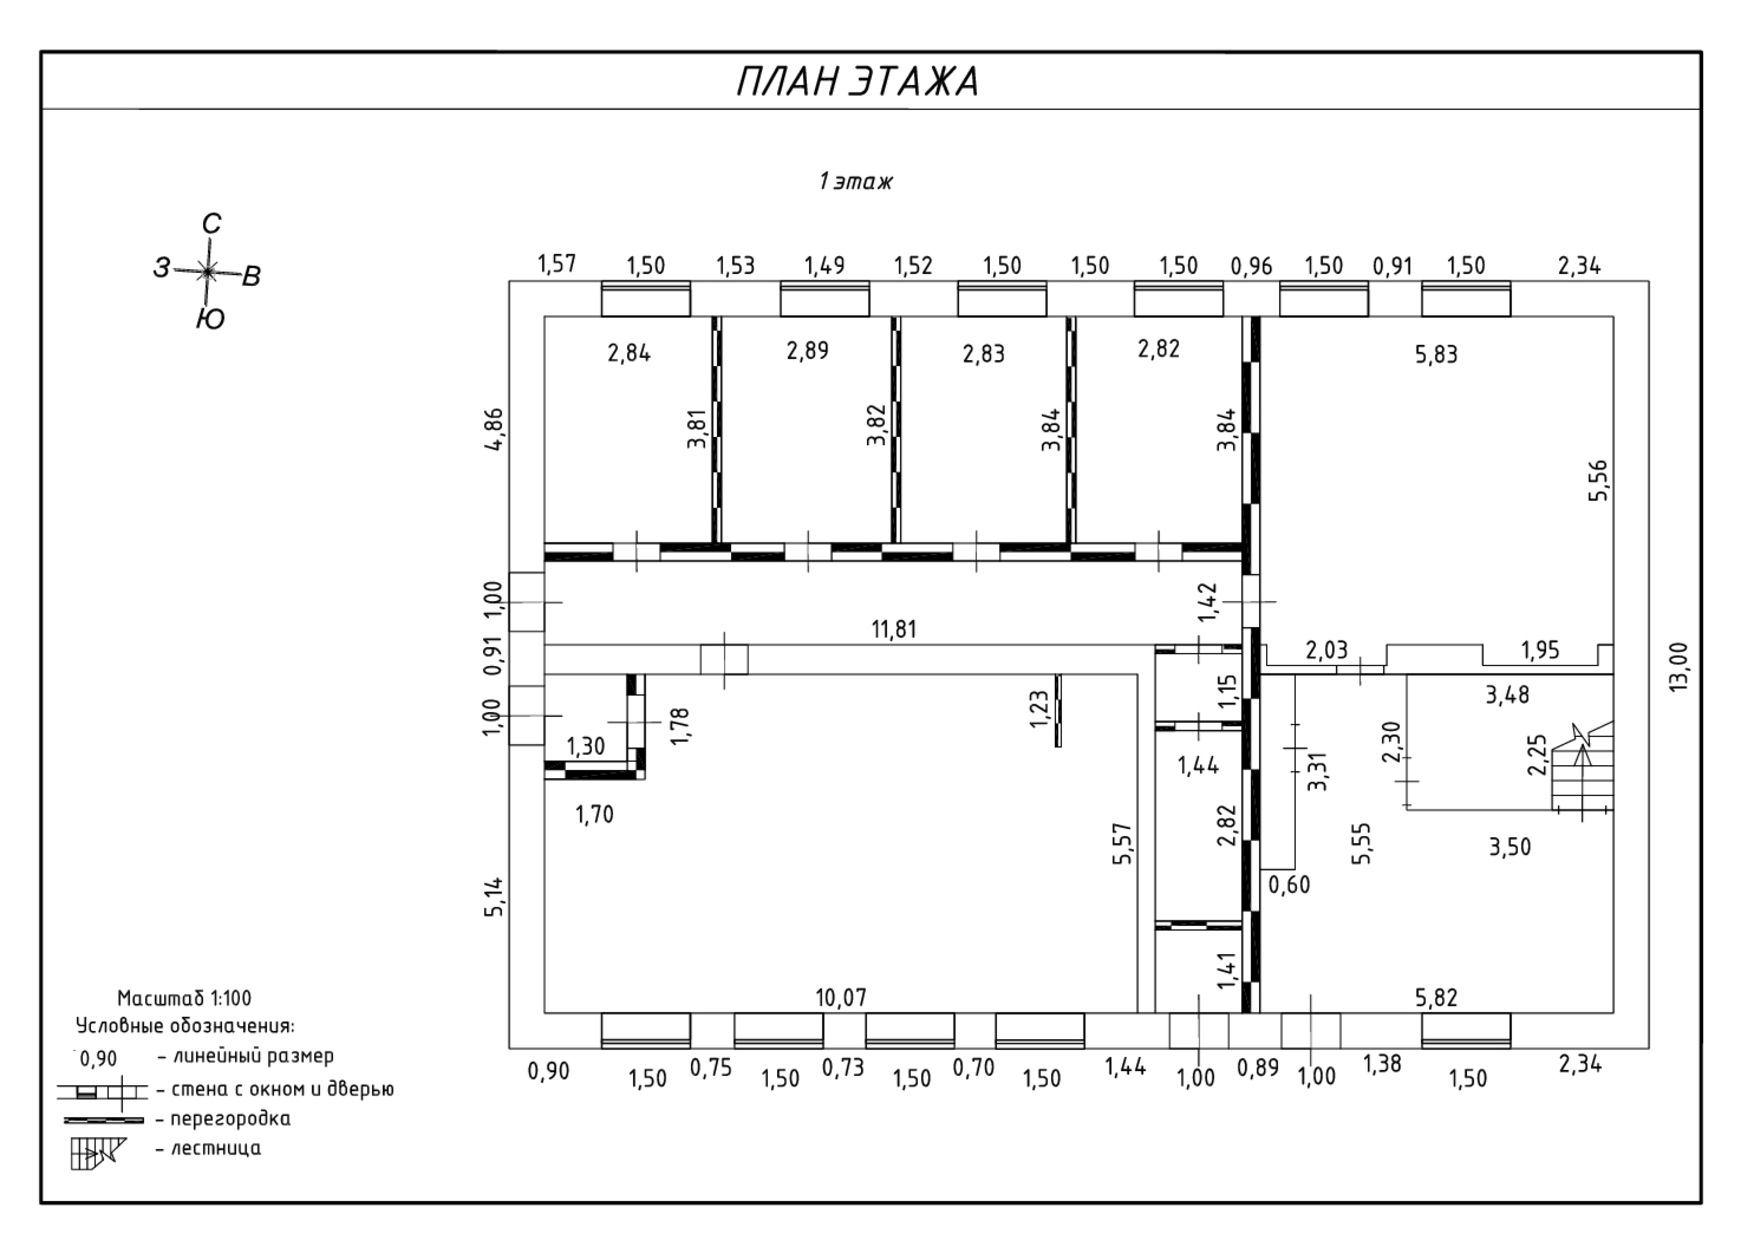 ПЛАН ЭТАЖА
1 этаж
С
З В
Ю
1,57 1,50 1,53 1,49 1,52 1,50 1,50 1,50 0,96 1,50 0,91 1,50 2,34
2,84 2,89 2,83 2,82 5,83
4,86 3,81 3,82 3,84 3,84 5,56
1,00 1,42
11,81
0,91 2,03 1,95 13,00
1,00 1,78 1,23 1,15 3,48
1,30 1,44 3,31 2,30 2,25
1,70 5,57 2,82 5,55 3,50
5,14 0,60
1,41
10,07 5,82
0,90 1,50 0,75 1,50 0,73 1,50 0,70 1,50 1,44 1,00 0,89 1,00 1,38 1,50 2,34
Масштаб 1:100
Условные обозначения:
0,90 – линейный размер
– стена с окном и дверью
– перегородка
– лестница